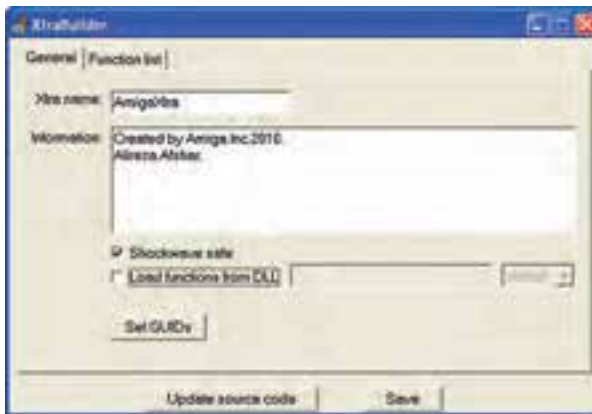 XtraBuilder
General Function list
Xtra name: AmigaXtra
Information: Created by Amiga.Inc.2010.
Alireza.Afshar.
Shockwave safe
Load functions from DLL
Set GUIDs
Update source code Save